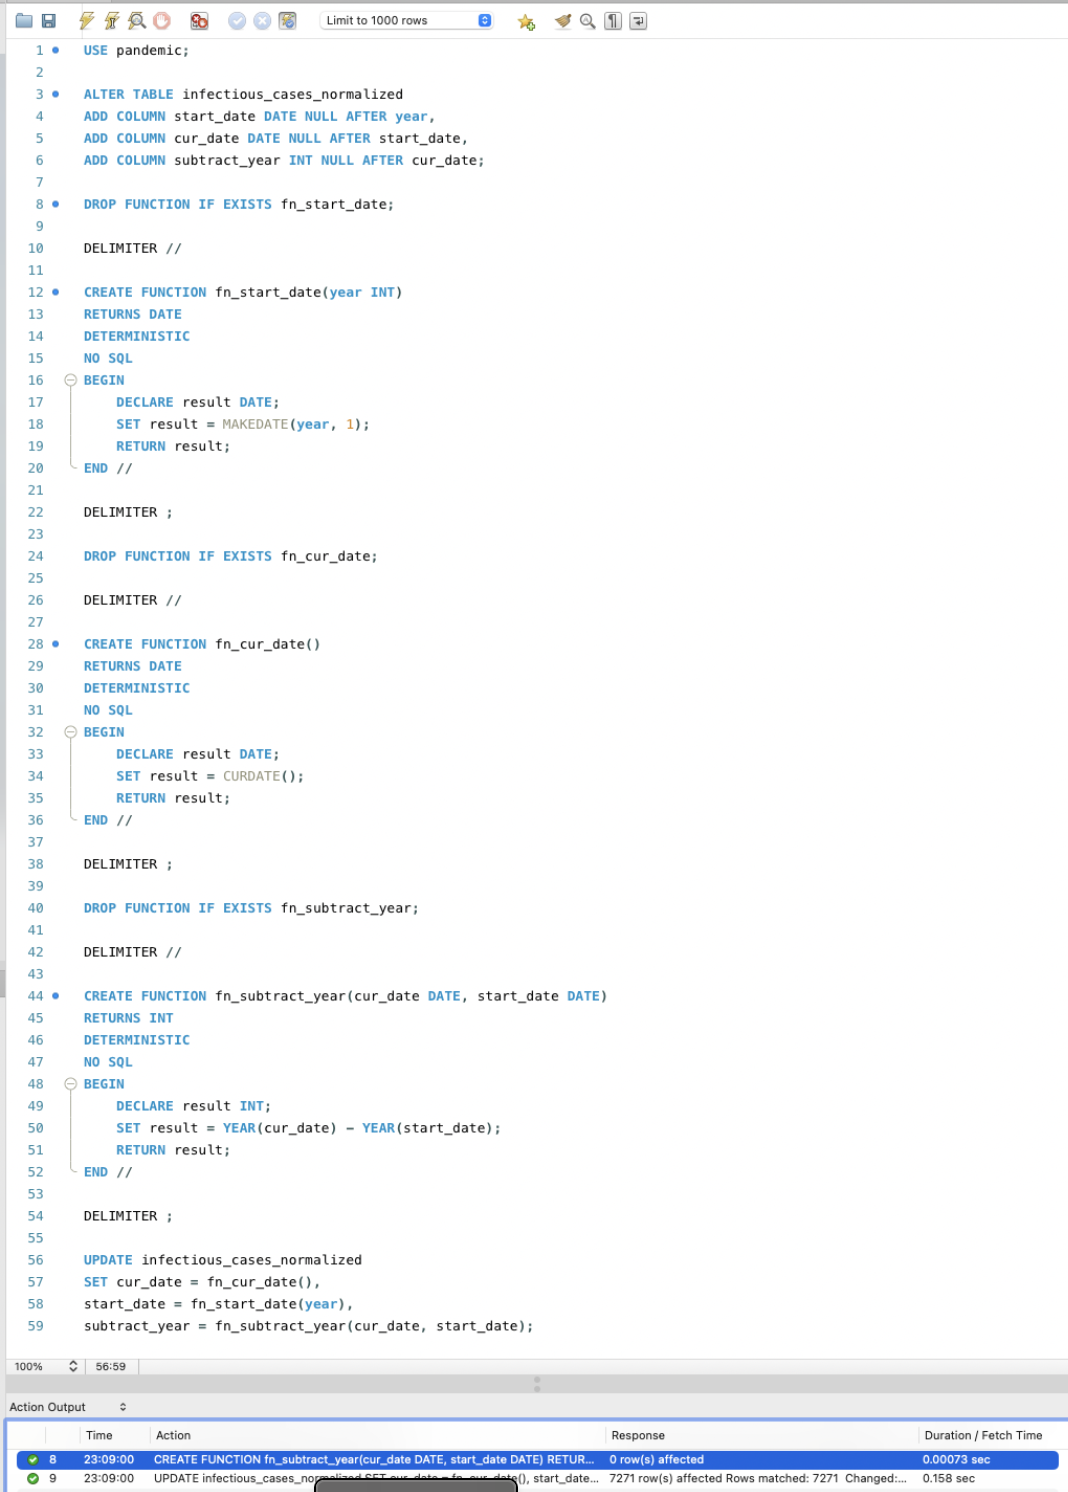 Limit to 1000 rows
1 USE pandemic;
2
3 ALTER TABLE infectious_cases_normalized
4 ADD COLUMN start_date DATE NULL AFTER year,
5 ADD COLUMN cur_date DATE NULL AFTER start_date,
6 ADD COLUMN subtract_year INT NULL AFTER cur_date;
7
8 DROP FUNCTION IF EXISTS fn_start_date;
9
10 DELIMITER //
11
12 CREATE FUNCTION fn_start_date(year INT)
13 RETURNS DATE
14 DETERMINISTIC
15 NO SQL
16 BEGIN
17 DECLARE result DATE;
18 SET result = MAKEDATE(year, 1);
19 RETURN result;
20 END //
21
22 DELIMITER ;
23
24 DROP FUNCTION IF EXISTS fn_cur_date;
25
26 DELIMITER //
27
28 CREATE FUNCTION fn_cur_date()
29 RETURNS DATE
30 DETERMINISTIC
31 NO SQL
32 BEGIN
33 DECLARE result DATE;
34 SET result = CURDATE();
35 RETURN result;
36 END //
37
38 DELIMITER ;
39
40 DROP FUNCTION IF EXISTS fn_subtract_year;
41
42 DELIMITER //
43
44 CREATE FUNCTION fn_subtract_year(cur_date DATE, start_date DATE)
45 RETURNS INT
46 DETERMINISTIC
47 NO SQL
48 BEGIN
49 DECLARE result INT;
50 SET result = YEAR(cur_date) - YEAR(start_date);
51 RETURN result;
52 END //
53
54 DELIMITER ;
55
56 UPDATE infectious_cases_normalized
57 SET cur_date = fn_cur_date(),
58 start_date = fn_start_date(year),
59 subtract_year = fn_subtract_year(cur_date, start_date);
100% 56:59
Action Output
Time Action Response Duration / Fetch Time
8 23:09:00 CREATE FUNCTION fn_subtract_year(cur_date DATE, start_date DATE) RETUR... 0 row(s) affected 0.00073 sec
9 23:09:00 UPDATE infectious_cases_normalized SET cur_date = fn_cur_date(), start_date... 7271 row(s) affected Rows matched: 7271 Changed:... 0.158 sec